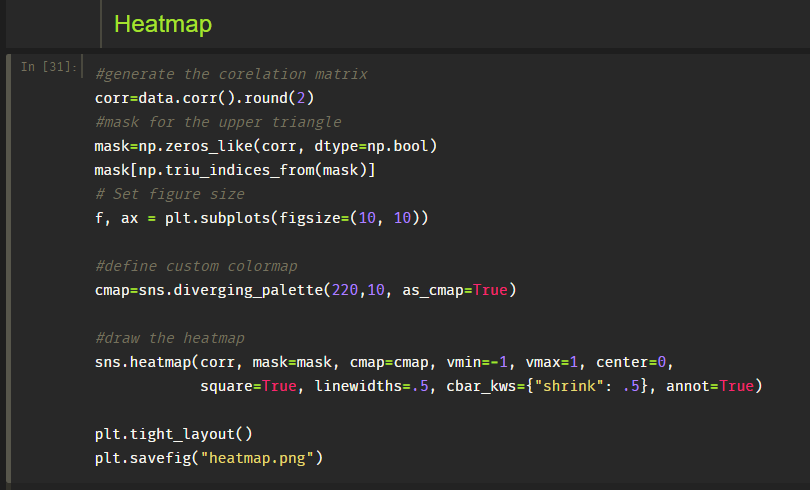 Heatmap
In [31]:
#generate the corelation matrix
corr=data.corr().round(2)
#mask for the upper triangle
mask=np.zeros_like(corr, dtype=np.bool)
mask[np.triu_indices_from(mask)]
# Set figure size
f, ax = plt.subplots(figsize=(10, 10))
#define custom colormap
cmap=sns.diverging_palette(220,10, as_cmap=True)
#draw the heatmap
sns.heatmap(corr, mask=mask, cmap=cmap, vmin=-1, vmax=1, center=0,
            square=True, linewidths=.5, cbar_kws={"shrink": .5}, annot=True)
plt.tight_layout()
plt.savefig("heatmap.png")